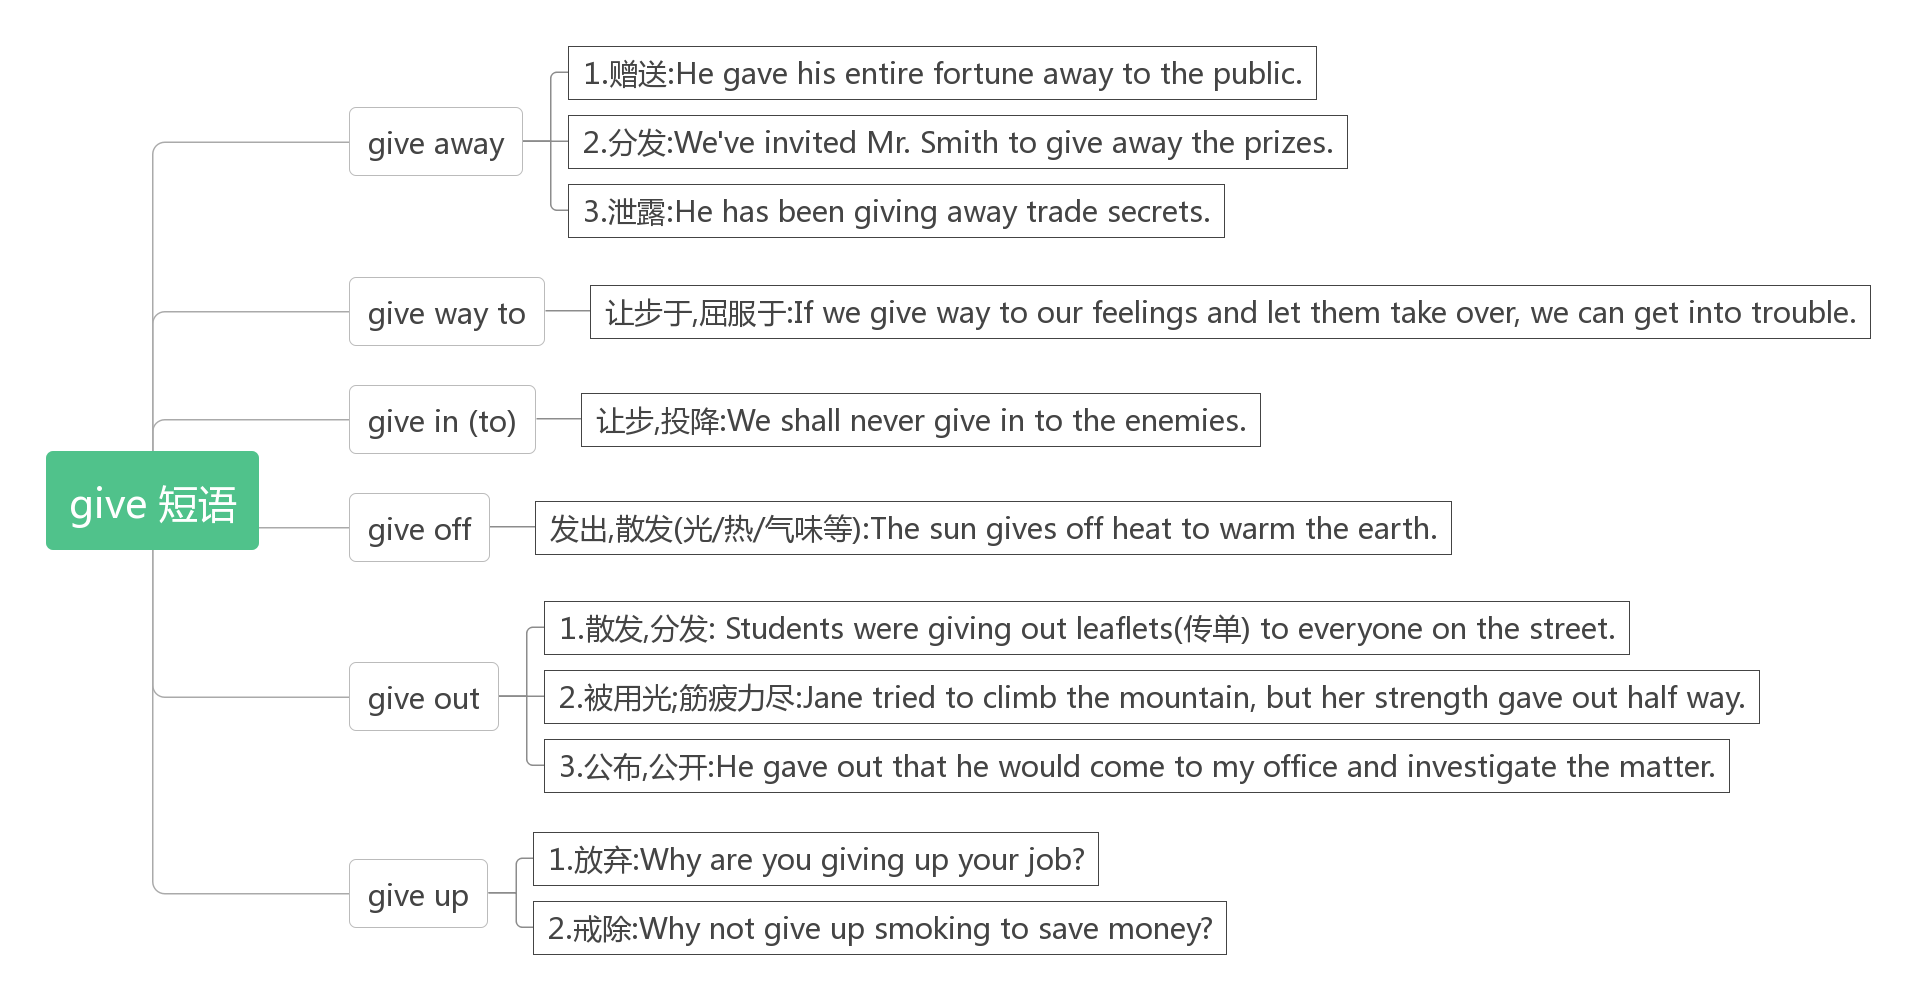 give 短语
give away
1.赠送:He gave his entire fortune away to the public.
2.分发:We've invited Mr. Smith to give away the prizes.
3.泄露:He has been giving away trade secrets.
give way to
让步于,屈服于:If we give way to our feelings and let them take over, we can get into trouble.
give in (to)
让步,投降:We shall never give in to the enemies.
give off
发出,散发(光/热/气味等):The sun gives off heat to warm the earth.
give out
1.散发,分发: Students were giving out leaflets(传单) to everyone on the street.
2.被用光;筋疲力尽:Jane tried to climb the mountain, but her strength gave out half way.
3.公布,公开:He gave out that he would come to my office and investigate the matter.
give up
1.放弃:Why are you giving up your job?
2.戒除:Why not give up smoking to save money?